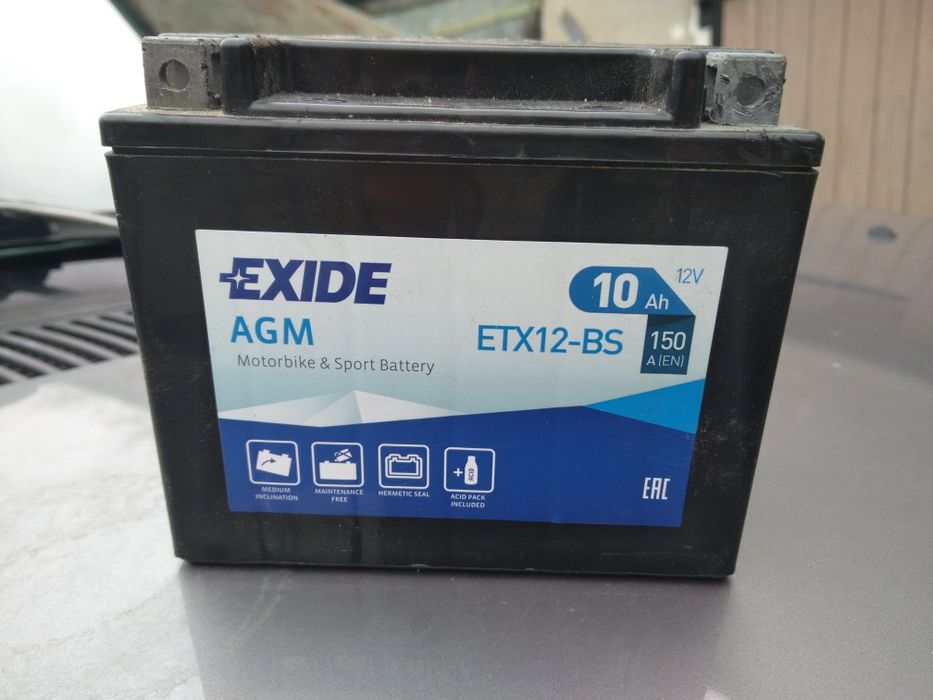 EXIDE
AGM
Motorbike & Sport Battery
10 Ah
12V
ETX12-BS
150
A (EN)
MEDIUM
INCLINATION
MAINTENANCE
FREE
HERMETIC SEAL
+ ACID
ACID PACK
INCLUDED
EAC